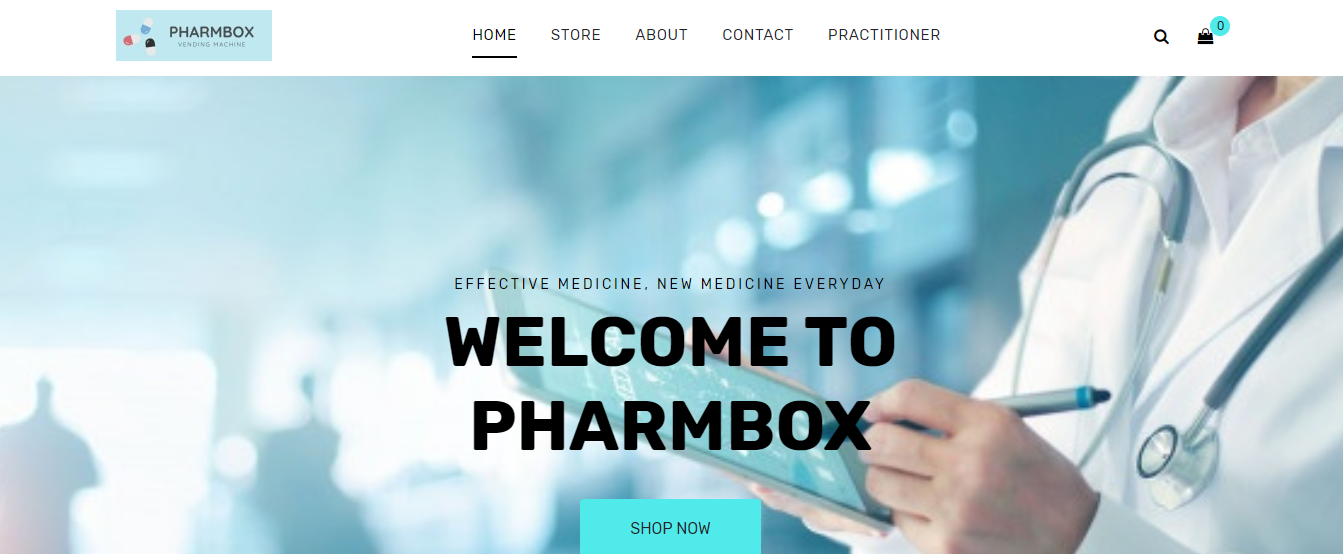 PHARMBOX
VENDING MACHINE
HOME STORE ABOUT CONTACT PRACTITIONER
0
EFFECTIVE MEDICINE, NEW MEDICINE EVERYDAY
WELCOME TO
PHARMBOX
SHOP NOW